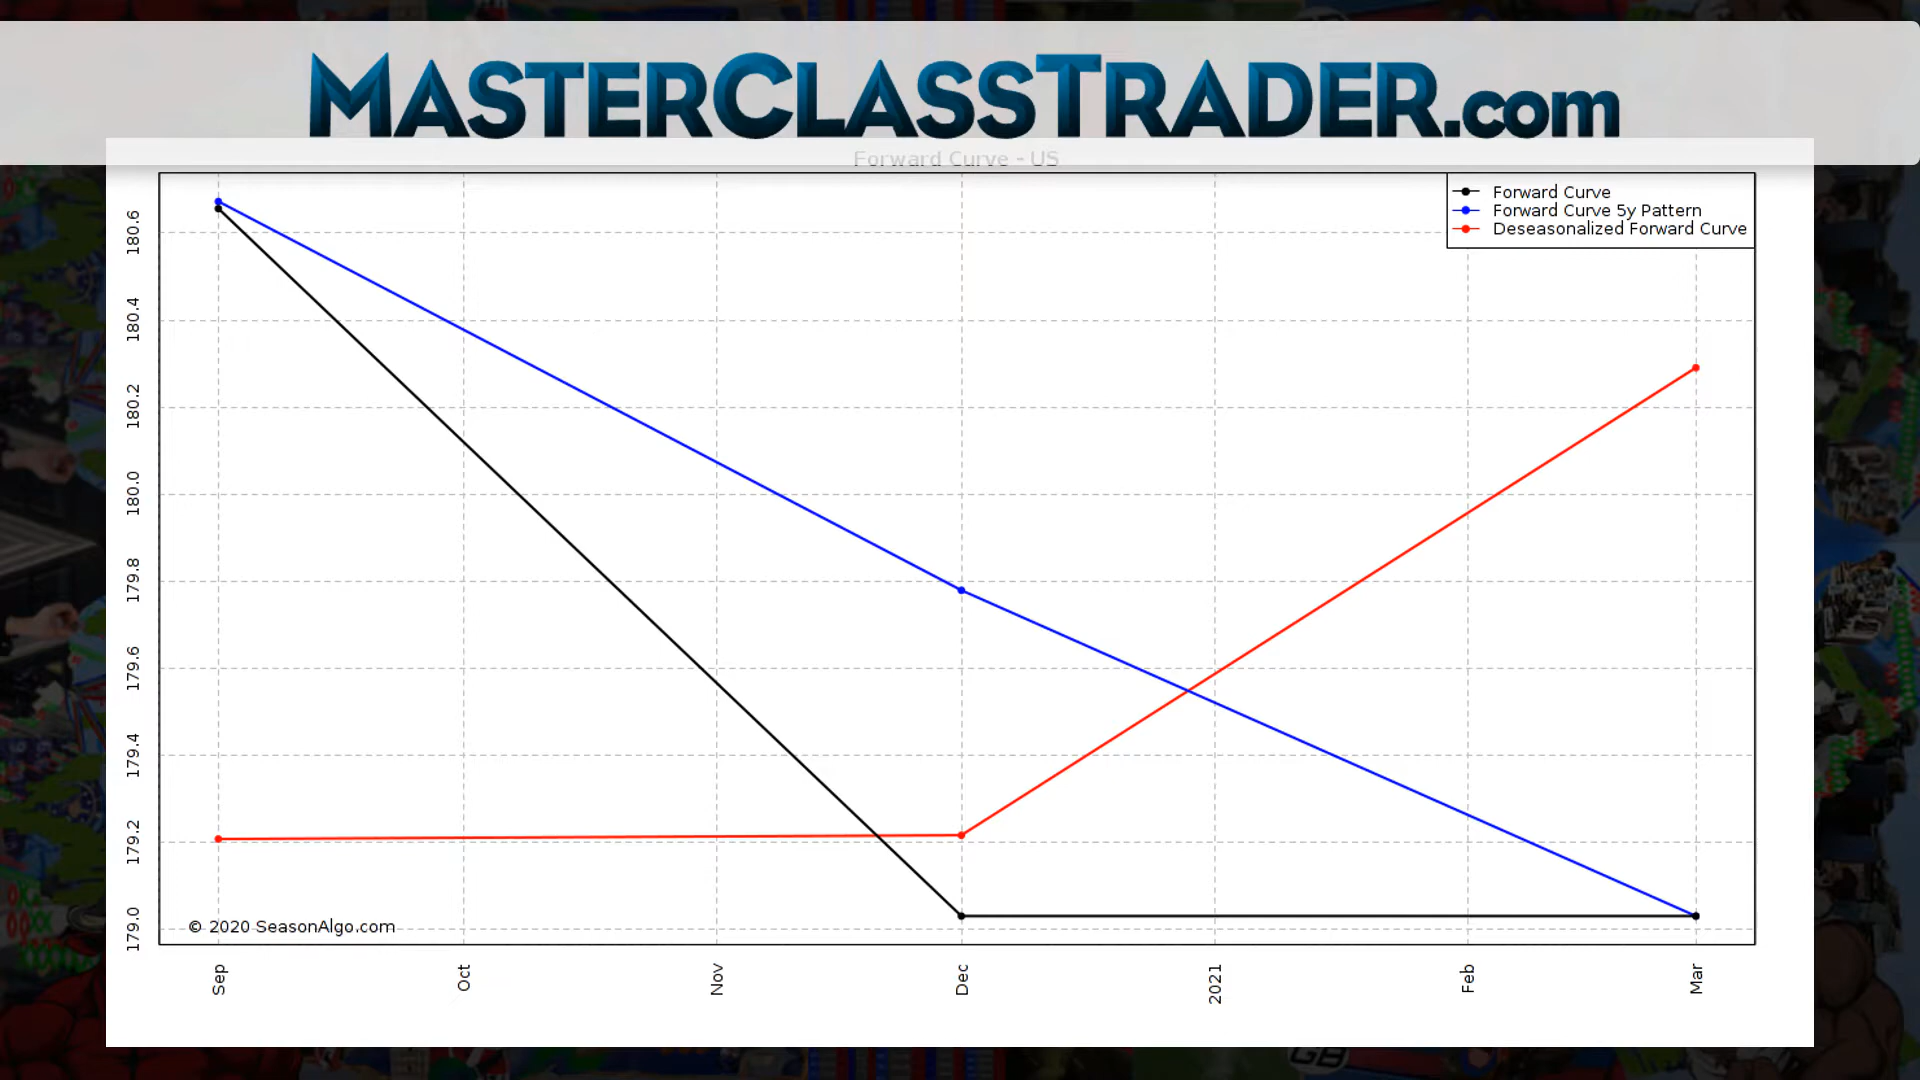 MASTERCLASSTRADER.com
Forward Curve - US
Forward Curve
Forward Curve 5y Pattern
Deseasonalized Forward Curve
180.6
180.4
180.2
180.0
179.8
179.6
179.4
179.2
179.0
© 2020 SeasonAlgo.com
Sep
Oct
Nov
Dec
2021
Feb
Mar
GB